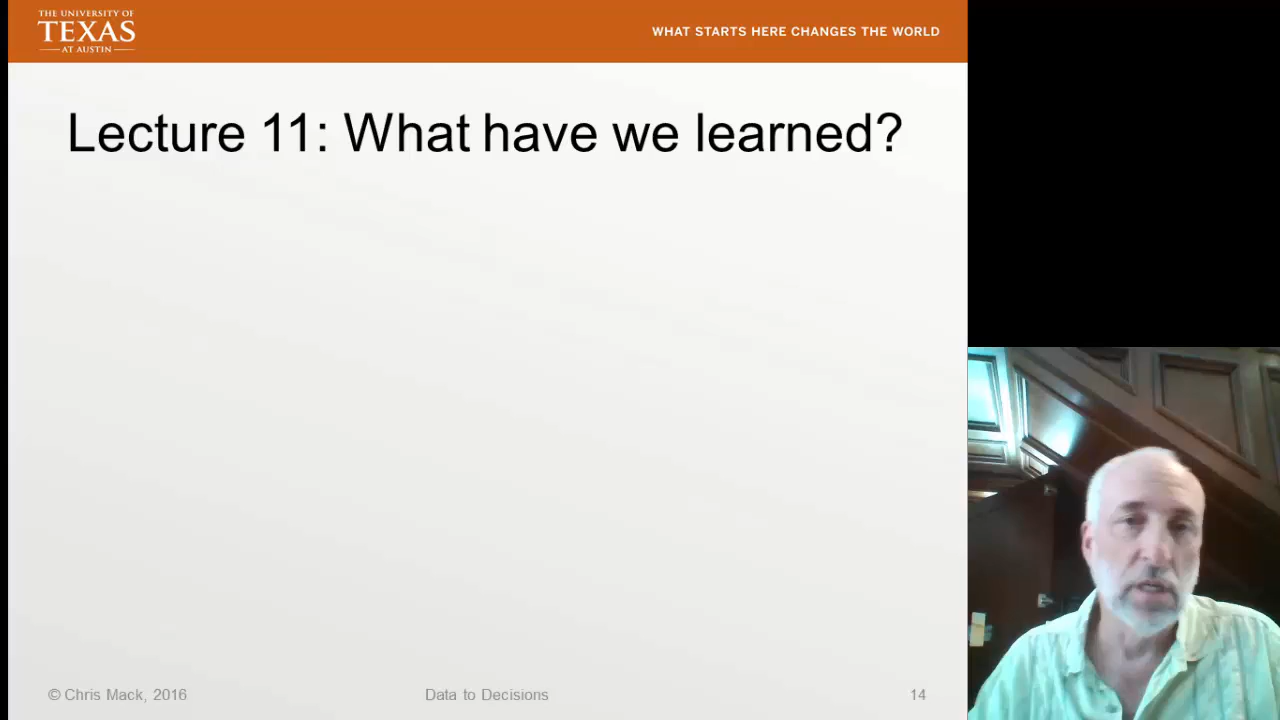 THE UNIVERSITY OF
TEXAS
AT AUSTIN
WHAT STARTS HERE CHANGES THE WORLD
Lecture 11: What have we learned?
© Chris Mack, 2016
Data to Decisions
14